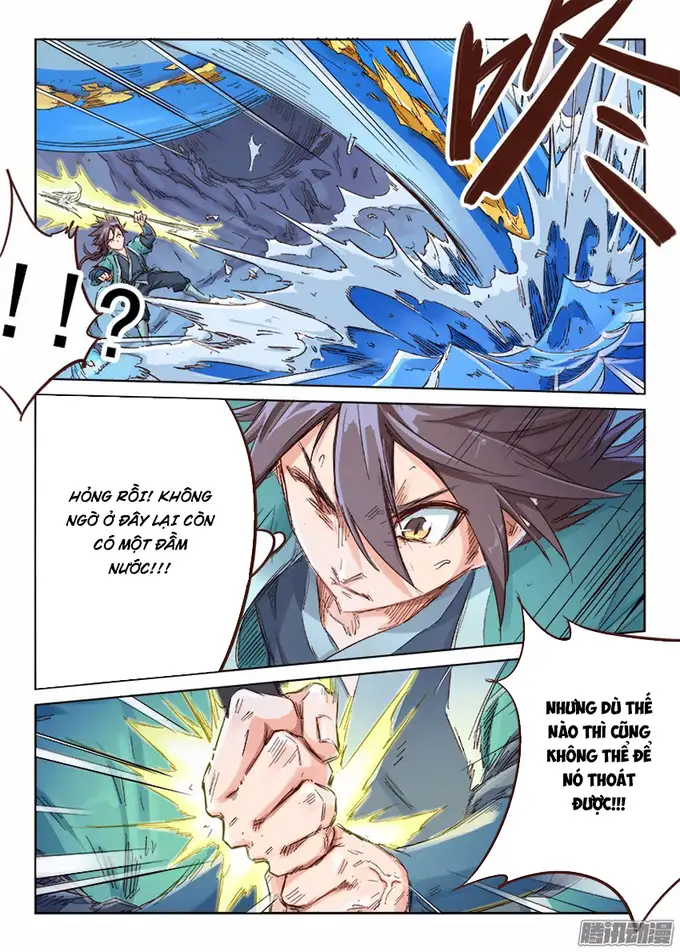 咚
!!?
HỎNG RỒI! KHÔNG
NGỜ Ở ĐÂY LẠI CÒN
CÓ MỘT ĐẦM
NƯỚC!!!
NHƯNG DÙ THẾ
NÀO THÌ CŨNG
KHÔNG THỂ ĐỂ
NÓ THOÁT
ĐƯỢC!!!
腾讯动漫